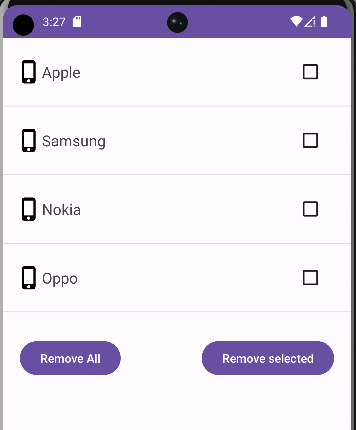 3:27
Apple
Samsung
Nokia
Oppo
Remove All
Remove selected